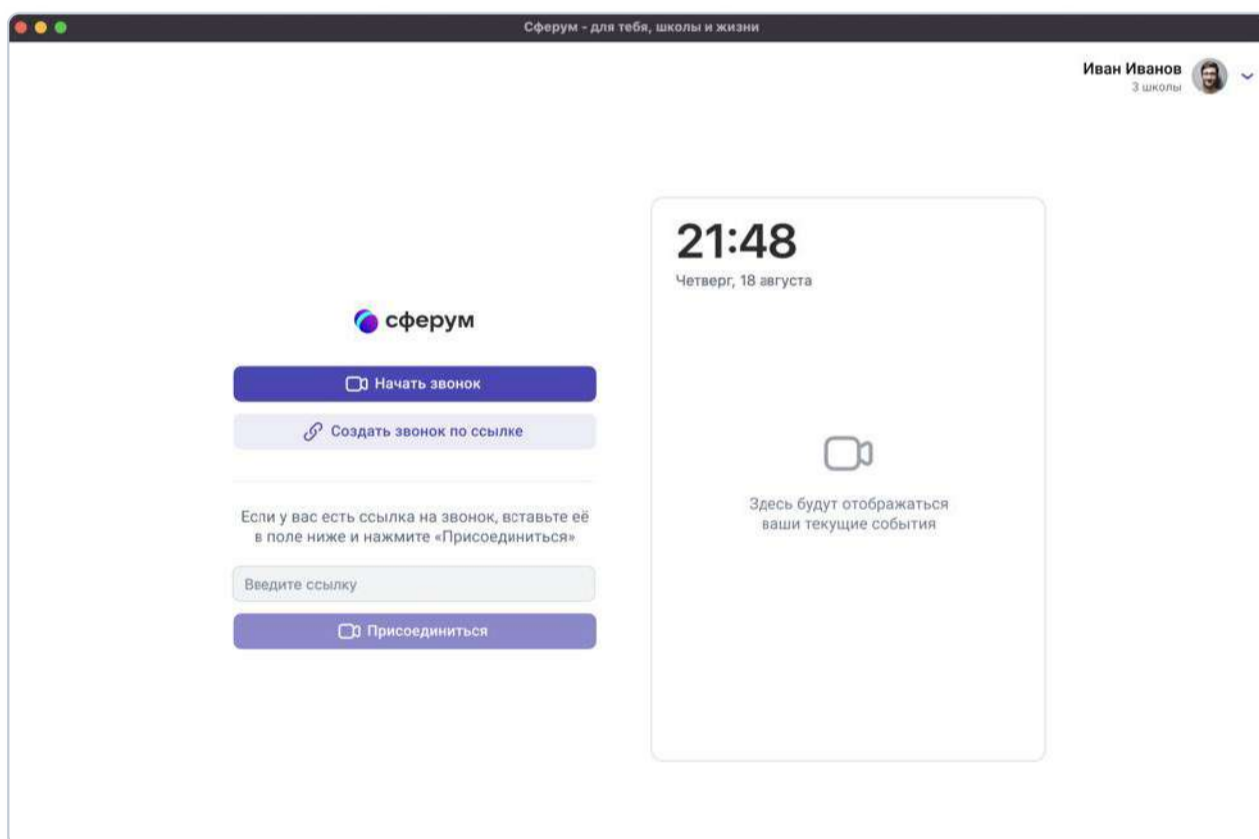 Сферум - для тебя, школы и жизни
Иван Иванов
3 школы
сферум
Начать звонок
Создать звонок по ссылке
Если у вас есть ссылка на звонок, вставьте её
в поле ниже и нажмите «Присоединиться»
Введите ссылку
Присоединиться
21:48
Четверг, 18 августа
Здесь будут отображаться
ваши текущие события